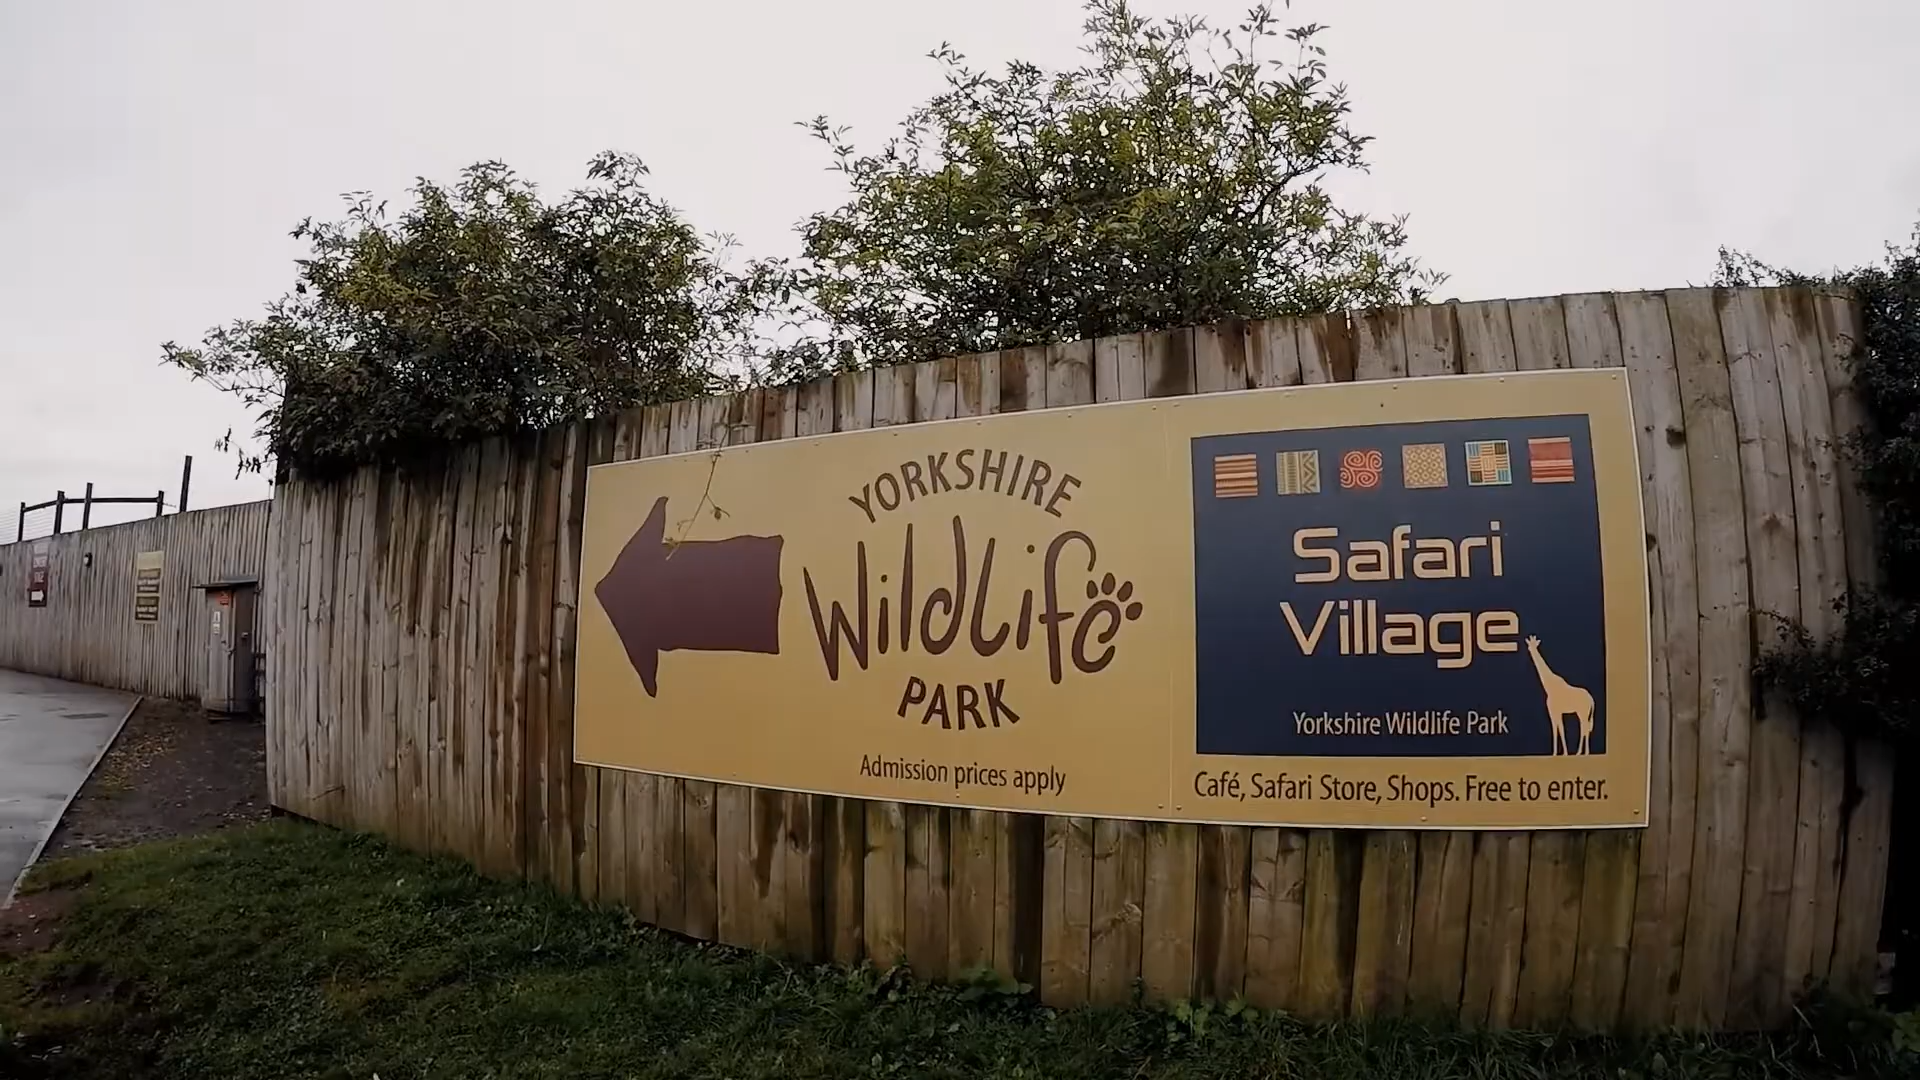 YORKSHIRE
WildLife
PARK
Admission prices apply
Safari
Village
Yorkshire Wildlife Park
Café, Safari Store, Shops. Free to enter.